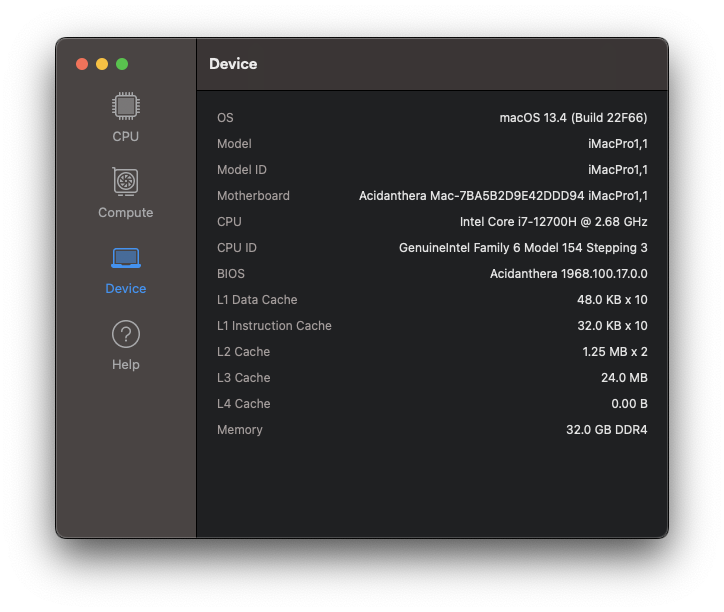 Device
CPU
Compute
Device
Help
OS macOS 13.4 (Build 22F66)
Model iMacPro1,1
Model ID iMacPro1,1
Motherboard Acidanthera Mac-7BA5B2D9E42DDD94 iMacPro1,1
CPU Intel Core i7-12700H @ 2.68 GHz
CPU ID GenuineIntel Family 6 Model 154 Stepping 3
BIOS Acidanthera 1968.100.17.0.0
L1 Data Cache 48.0 KB x 10
L1 Instruction Cache 32.0 KB x 10
L2 Cache 1.25 MB x 2
L3 Cache 24.0 MB
L4 Cache 0.00 B
Memory 32.0 GB DDR4